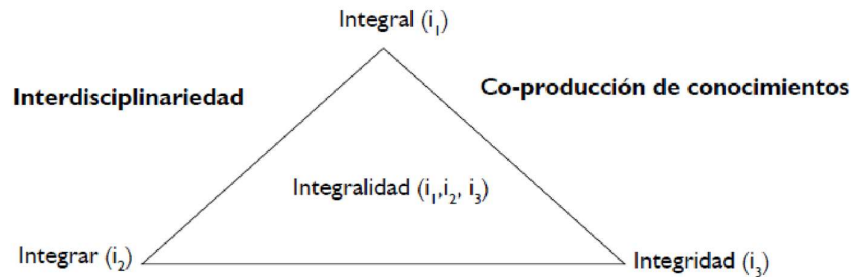 Integral (i₁)
Interdisciplinariedad
Co-producción de conocimientos
Integralidad (i₁,i₂, i₃)
Integrar (i₂)
Integridad (i₃)